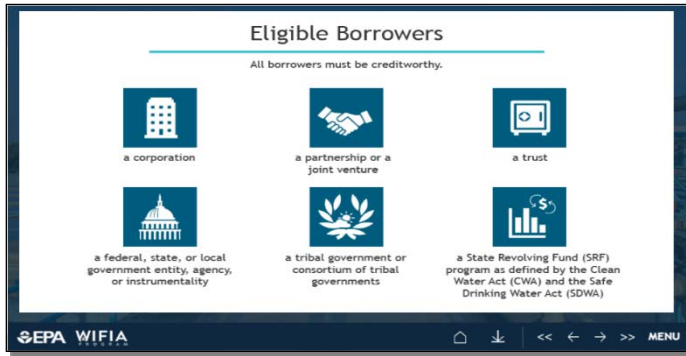 Eligible Borrowers
All borrowers must be creditworthy.
a corporation
a partnership or a
joint venture
a trust
a federal, state, or local
government entity, agency,
or instrumentality
a tribal government or
consortium of tribal
governments
$
a State Revolving Fund (SRF)
program as defined by the Clean
Water Act (CWA) and the Safe
Drinking Water Act (SDWA)
EPA WIFIA
PROGRAM
<< ← → >> MENU